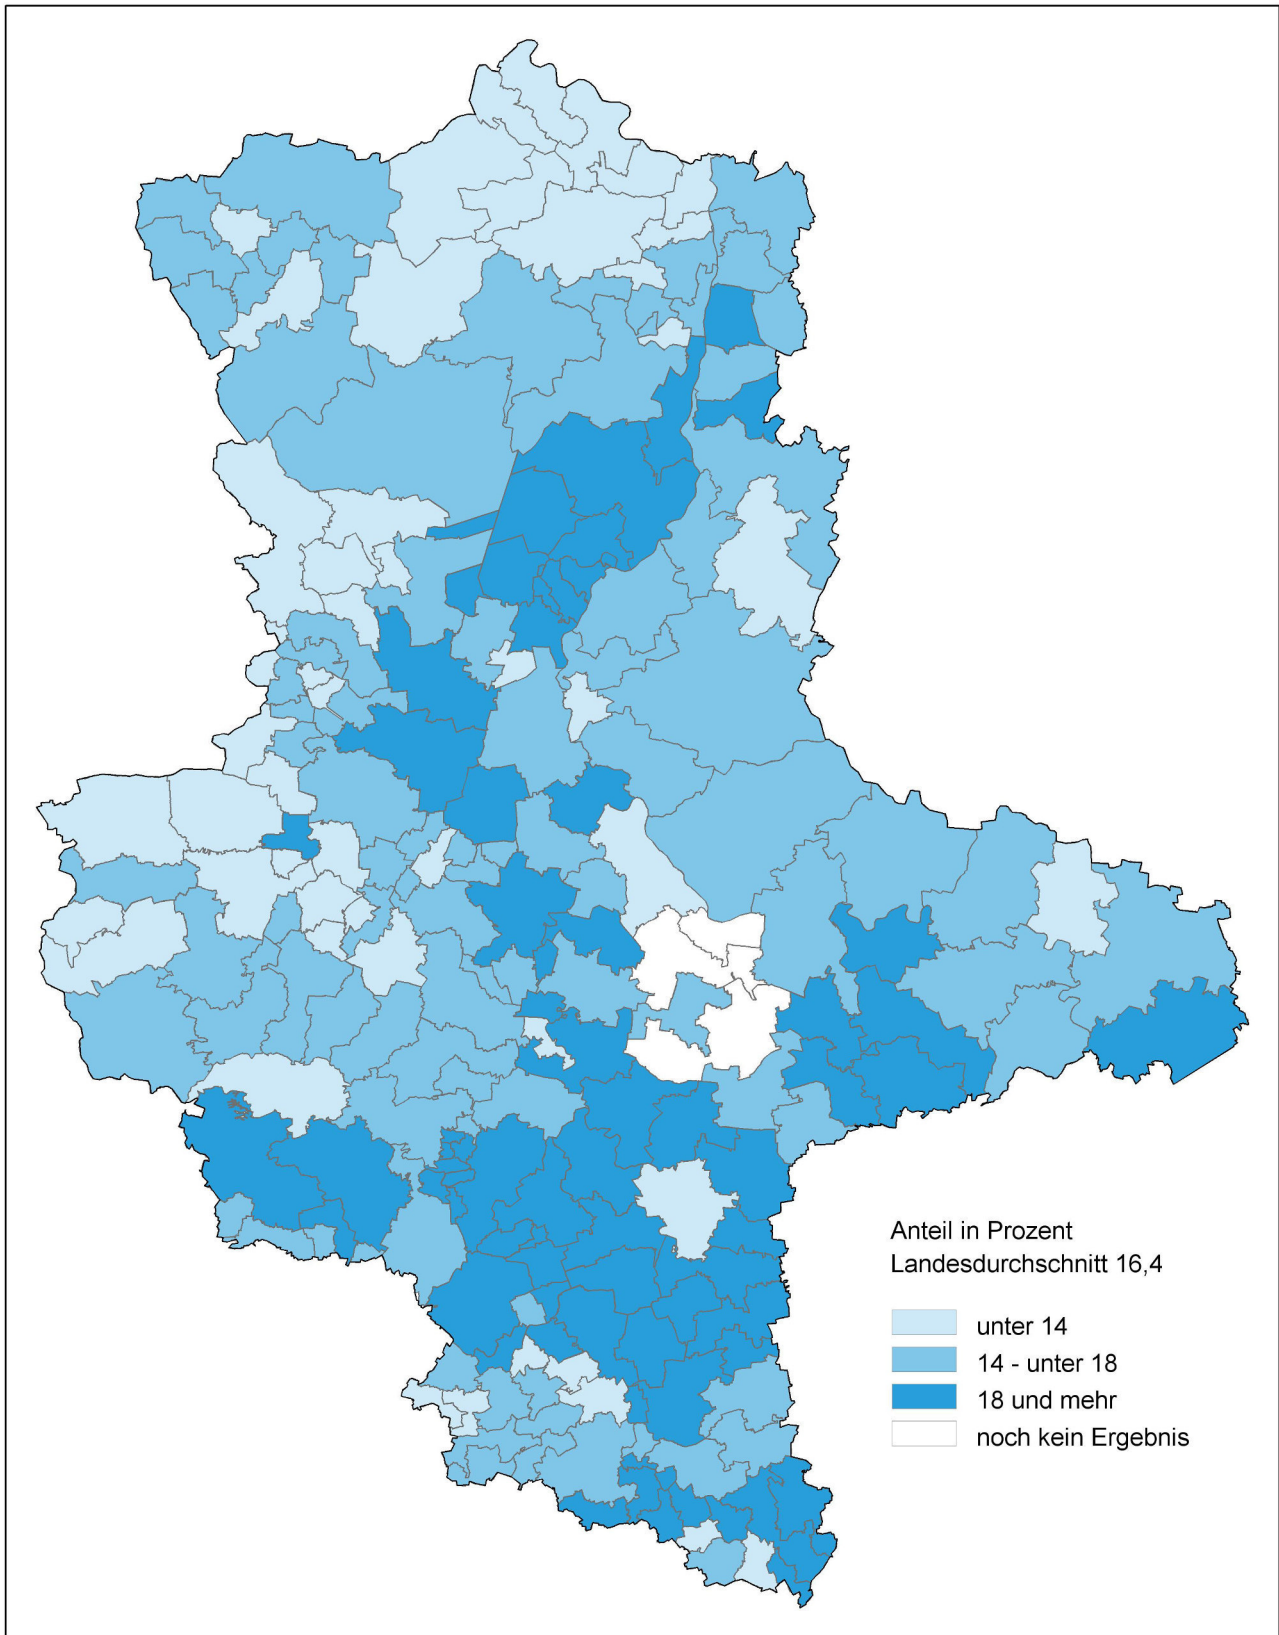 Anteil in Prozent
Landesdurchschnitt 16,4
unter 14
14 - unter 18
18 und mehr
noch kein Ergebnis